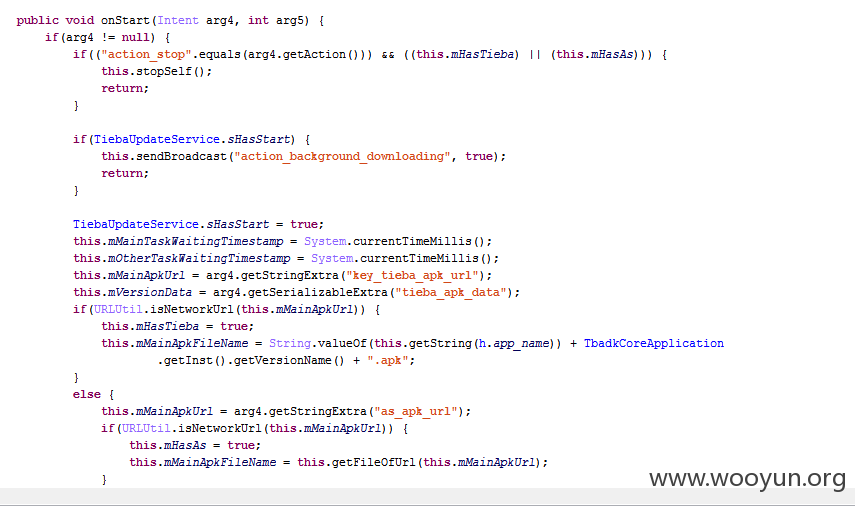 public void onStart(Intent arg4, int arg5) {
    if(arg4 != null) {
        if(("action_stop".equals(arg4.getAction())) && ((this.mHasTieba) || (this.mHasAs))) {
            this.stopSelf();
            return;
        }

        if(TiebaUpdateService.sHasStart) {
            this.sendBroadcast("action_background_downloading", true);
            return;
        }

        TiebaUpdateService.sHasStart = true;
        this.mMainTaskWaitingTimestamp = System.currentTimeMillis();
        this.mOtherTaskWaitingTimestamp = System.currentTimeMillis();
        this.mMainApkUrl = arg4.getStringExtra("key_tieba_apk_url");
        this.mVersionData = arg4.getSerializableExtra("tieba_apk_data");
        if(URLUtil.isNetworkUrl(this.mMainApkUrl)) {
            this.mHasTieba = true;
            this.mMainApkFileName = String.valueOf(this.getString(h.app_name)) + TbadkCoreApplication
                    .getInst().getVersionName() + ".apk";
        }
        else {
            this.mMainApkUrl = arg4.getStringExtra("as_apk_url");
            if(URLUtil.isNetworkUrl(this.mMainApkUrl)) {
                this.mHasAs = true;
                this.mMainApkFileName = this.getFileOfUrl(this.mMainApkUrl);
            }
www.wooyun.org